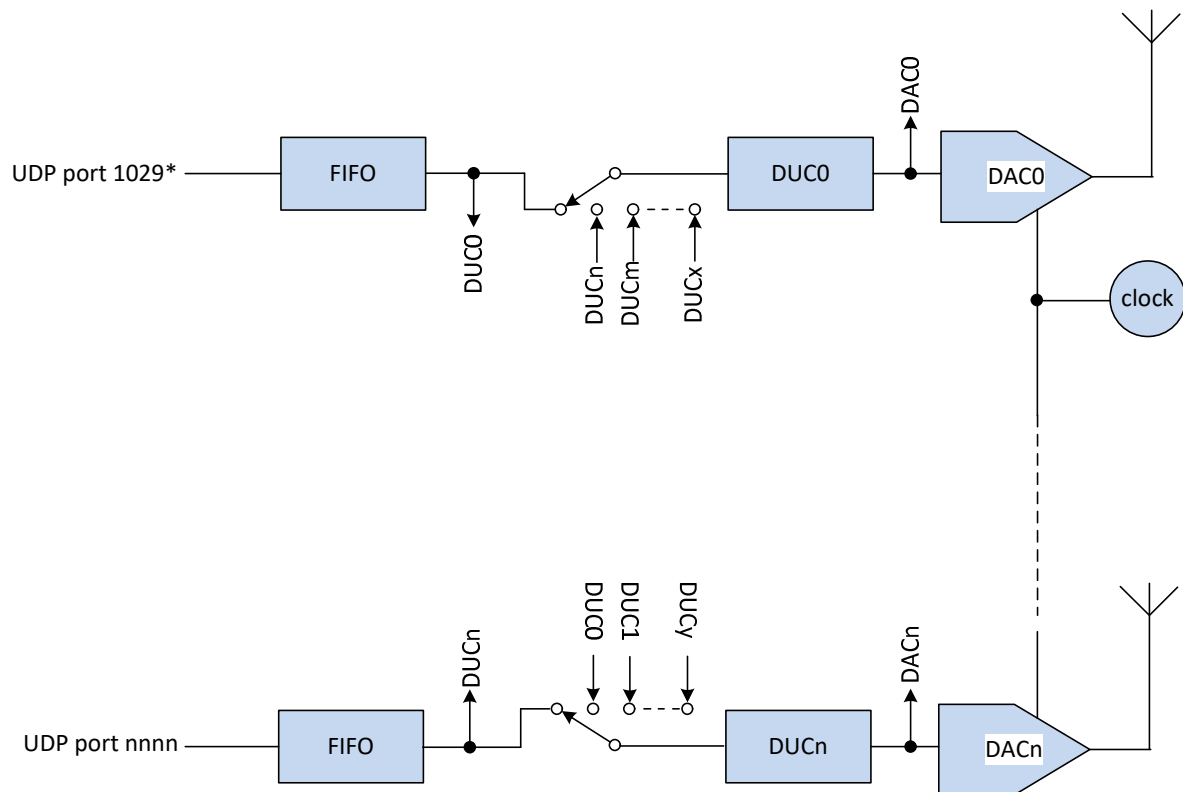 DAC0
UDP port 1029*
FIFO
DUC0
DAC0
DUC0
DUCn
DUCm
DUCx
clock
DUC0
DUC1
DUCy
DUCn
DACn
UDP port nnnn
FIFO
DUCn
DACn